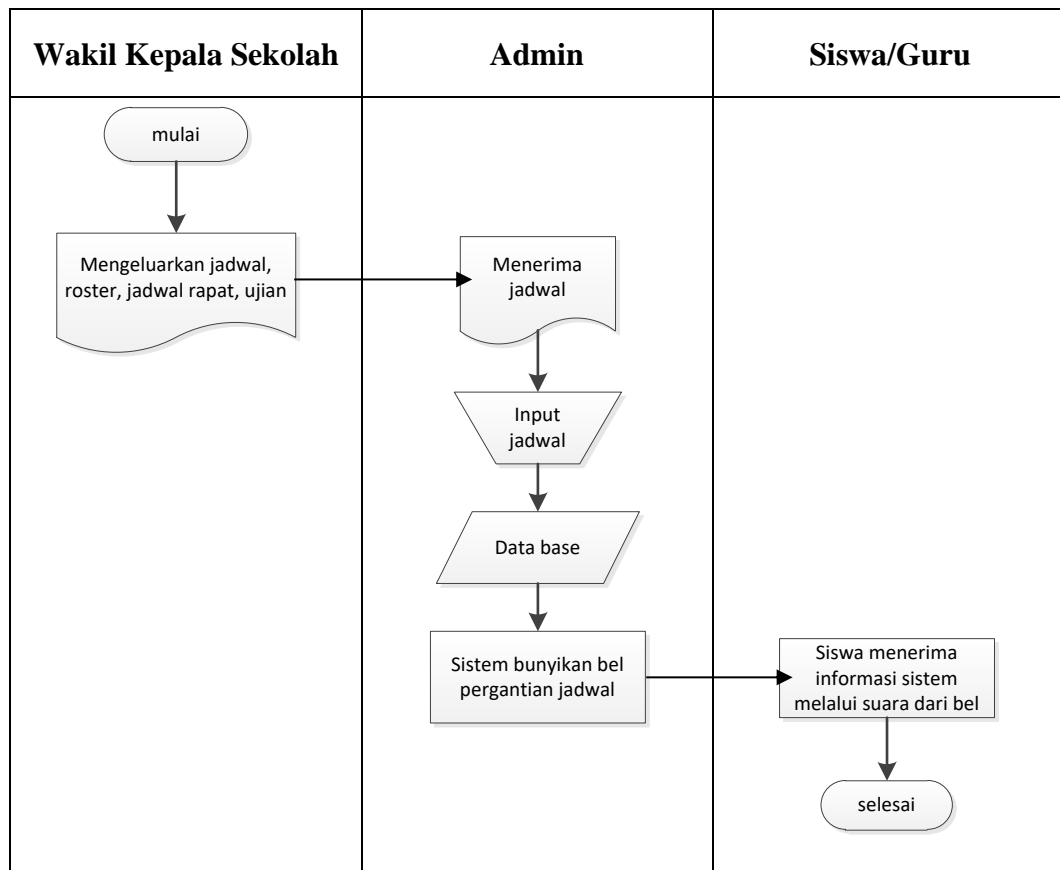 Wakil Kepala Sekolah
Admin
Siswa/Guru
mulai
Mengeluarkan jadwal,
roster, jadwal rapat, ujian
Menerima
jadwal
Input
jadwal
Data base
Sistem bunyikan bel
pergantian jadwal
Siswa menerima
informasi sistem
melalui suara dari bel
selesai